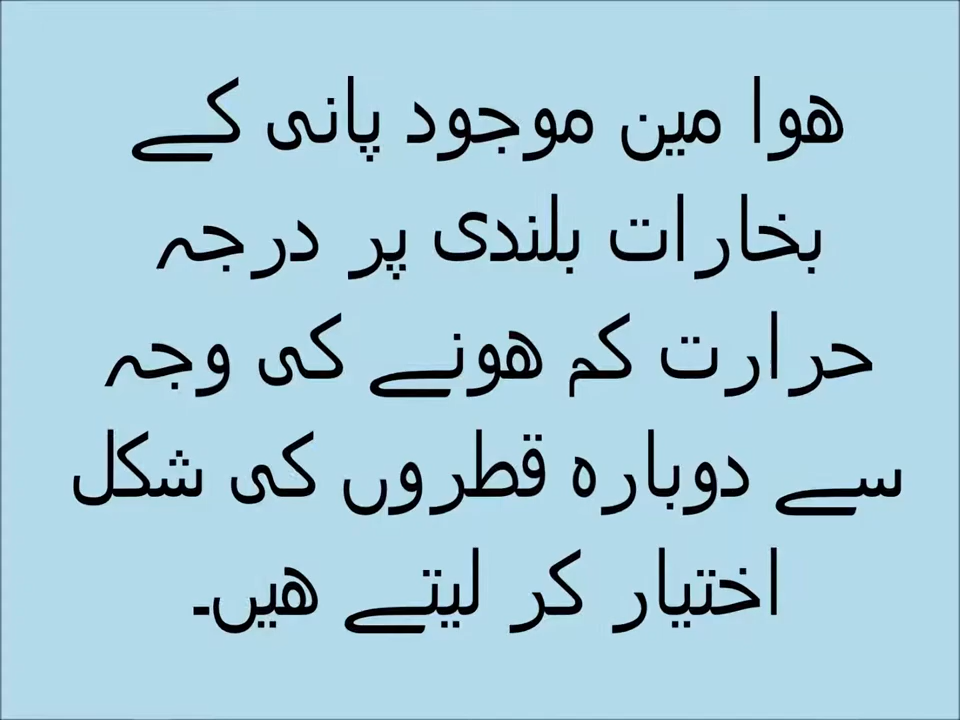 ھوا مین موجود پانی کے
بخارات بلندی پر درجہ
حرارت کم ھونے کی وجہ
سے دوبارہ قطروں کی شکل
اختیار کر لیتے ھیں۔